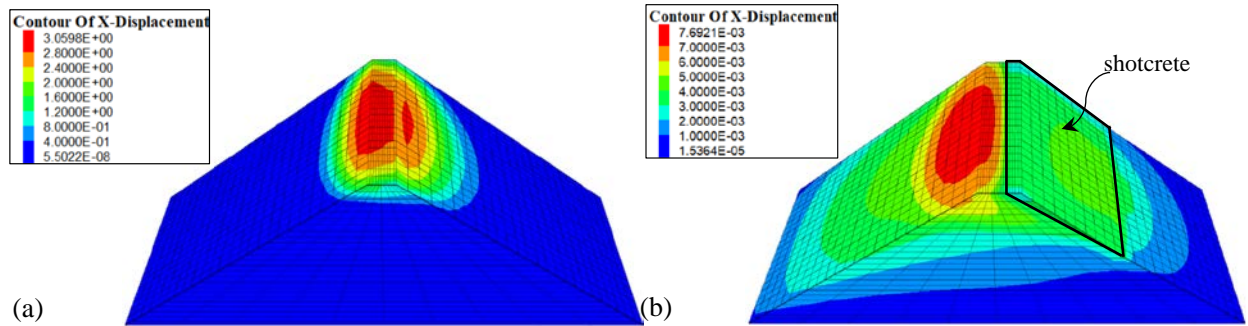 Contour Of X-Displacement
3.0598E+00
2.8000E+00
2.4000E+00
2.0000E+00
1.6000E+00
1.2000E+00
8.0000E-01
4.0000E-01
5.5022E-08
(a)
Contour Of X-Displacement
7.6921E-03
7.0000E-03
6.0000E-03
5.0000E-03
4.0000E-03
3.0000E-03
2.0000E-03
1.0000E-03
1.5364E-05
shotcrete
(b)